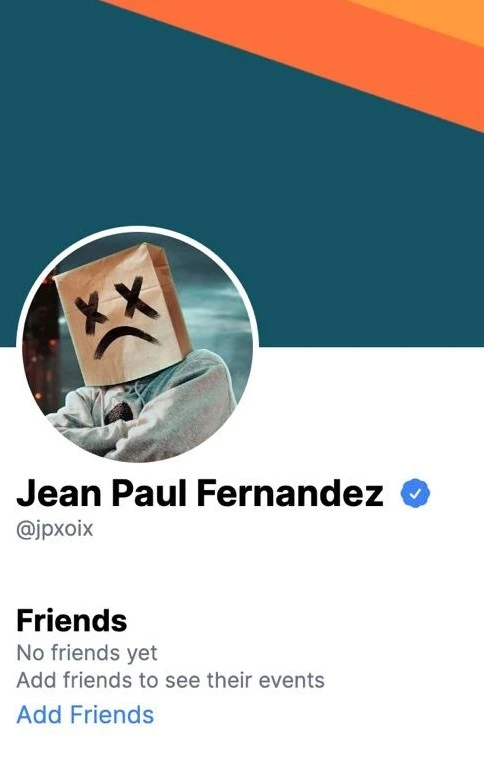 Jean Paul Fernandez
@jpxoix
Friends
No friends yet
Add friends to see their events
Add Friends